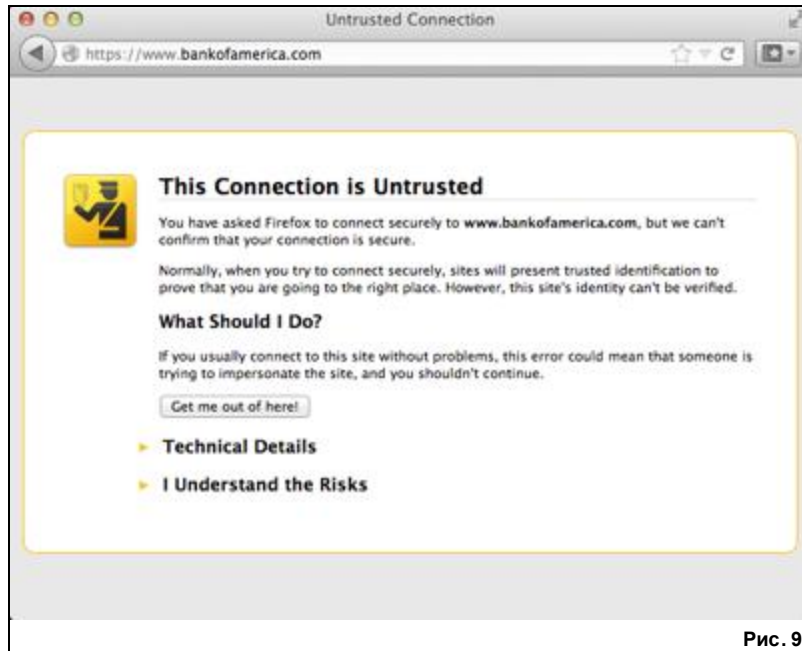 Untrusted Connection
https://www.bankofamerica.com
This Connection is Untrusted
You have asked Firefox to connect securely to www.bankofamerica.com, but we can't
confirm that your connection is secure.
Normally, when you try to connect securely, sites will present trusted identification to
prove that you are going to the right place. However, this site's identity can't be verified.
What Should I Do?
If you usually connect to this site without problems, this error could mean that someone is
trying to impersonate the site, and you shouldn't continue.
Get me out of here!
Technical Details
I Understand the Risks
Рис. 9